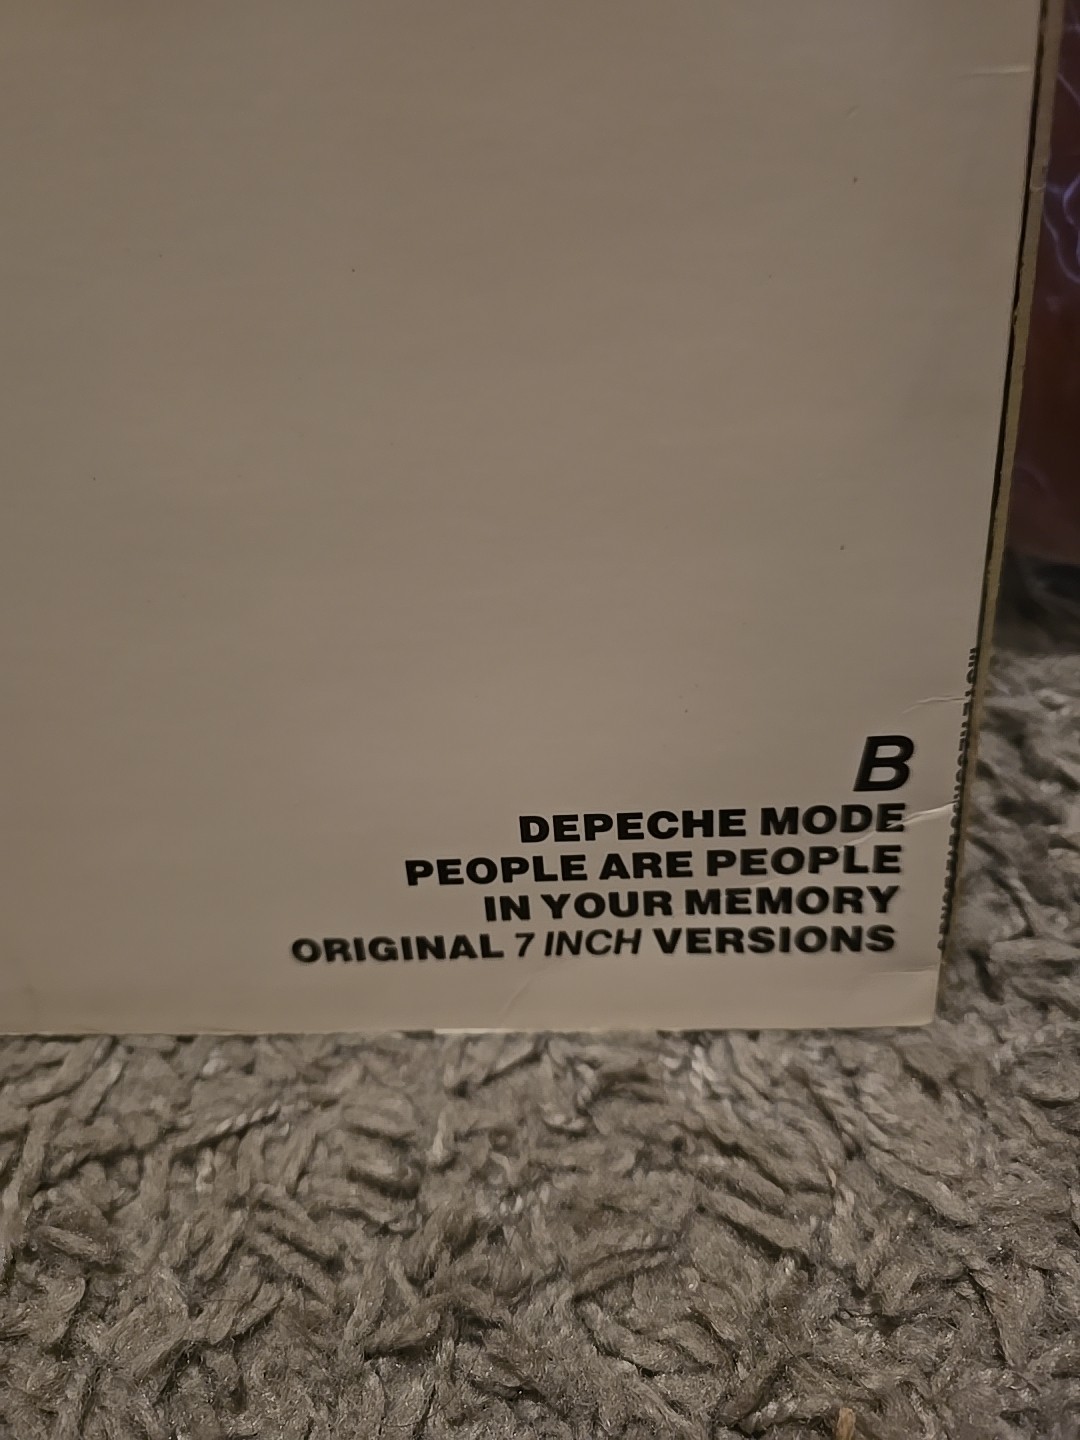 B
DEPECHE MODE
PEOPLE ARE PEOPLE
IN YOUR MEMORY
ORIGINAL 7 INCH VERSIONS